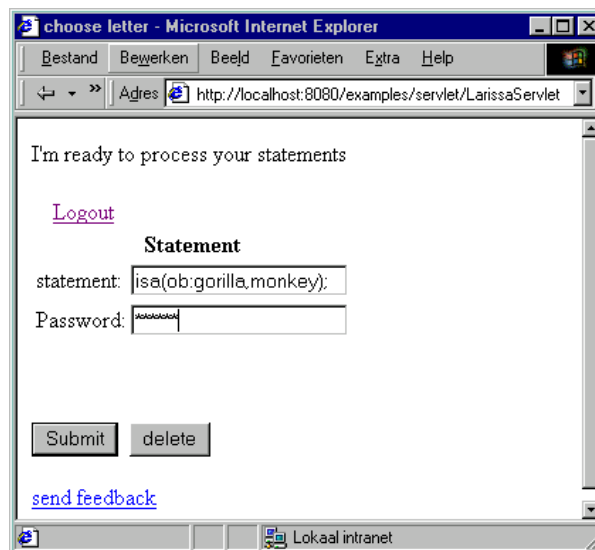 choose letter - Microsoft Internet Explorer
Bestand Bewerken Beeld Favorieten Extra Help
Adres http://localhost:8080/examples/servlet/LarissaServlet
I'm ready to process your statements
Logout
Statement
statement: isa(ob:gorilla,monkey);
Password: *******
Submit delete
send feedback
Lokaal intranet